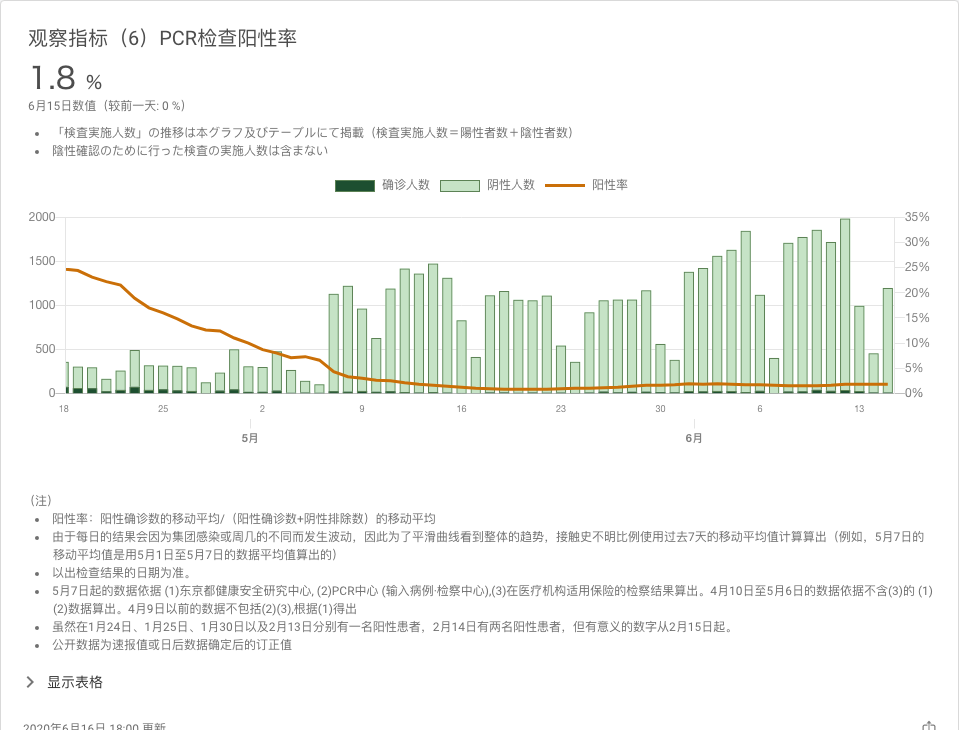 观察指标（6）PCR检查阳性率
1.8 %
6月15日数值（较前一天: 0 %）
「検査実施人数」の推移は本グラフ及びテーブルにて掲載（検査実施人数＝陽性者数＋陰性者数）
陰性確認のために行った検査の実施人数は含まない
确诊人数 阴性人数 阳性率
2000 35%
30%
1500 25%
20%
1000 15%
10%
500 5%
0 0%
18 25 2 9 16 23 30 6 13
5月 6月
（注）
阳性率：阳性确诊数的移动平均/（阳性确诊数+阴性排除数）的移动平均
由于每日的结果会因为集团感染或周几的不同而发生波动，因此为了平滑曲线看到整体的趋势，接触史不明比例使用过去7天的移动平均值计算算出（例如，5月7日的
移动平均值是用5月1日至5月7日的数据平均值算出的）
以出检查结果的日期为准。
5月7日起的数据依据 (1)东京都健康安全研究中心, (2)PCR中心 (输入病例·检察中心),(3)在医疗机构适用保险的检察结果算出。4月10日至5月6日的数据依据不含(3)的 (1)
(2)数据算出。4月9日以前的数据不包括(2)(3),根据(1)得出
虽然在1月24日、1月25日、1月30日以及2月13日分别有一名阳性患者，2月14日有两名阳性患者，但有意义的数字从2月15日起。
公开数据为速报值或日后数据确定后的订正值
显示表格
2020年6月16日 18:00 更新